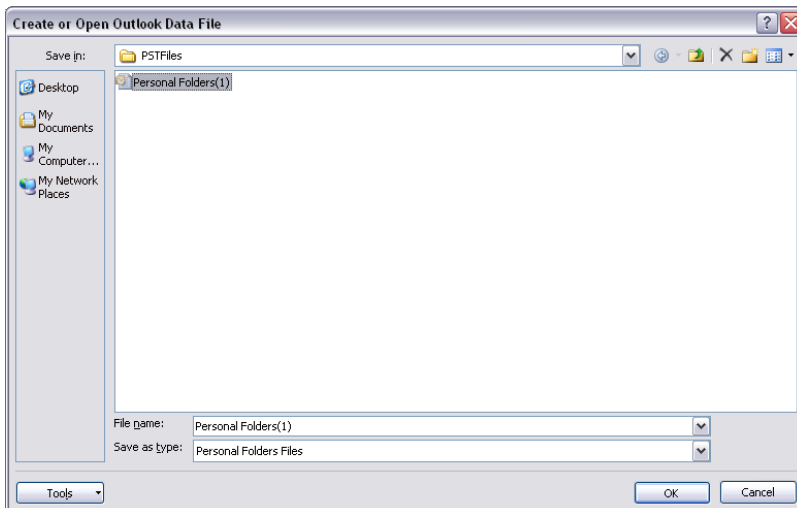 Create or Open Outlook Data File
Save in:
PSTFiles
Desktop
My
Documents
My
Computer...
My Network
Places
Personal Folders(1)
File name:
Personal Folders(1)
Save as type:
Personal Folders Files
Tools
OK
Cancel